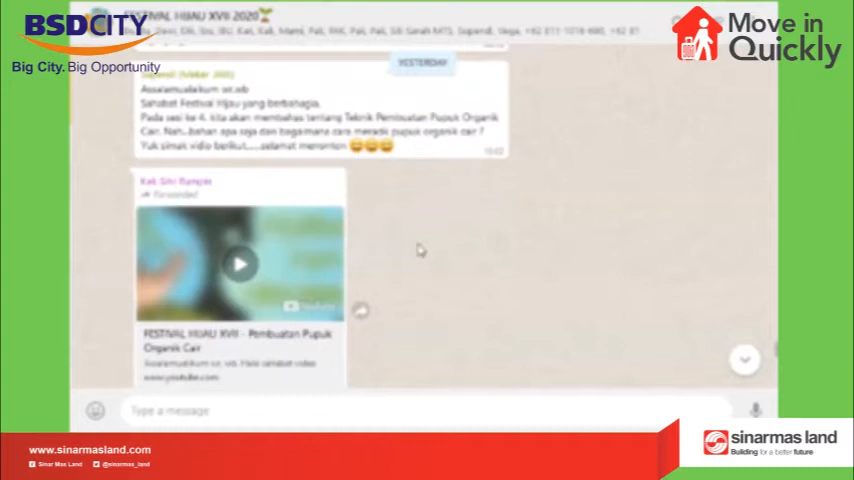 BSDCITY
Big City. Big Opportunity
FESTIVAL HIJAU XVII 2020
Move in
Quickly
YESTERDAY
Assalamualaikum wr.wb
Sahabat Festival Hijau yang berbahagia,
Pada sesi ke 4, kita akan membahas tentang Teknik Pembuatan Pupuk Organik
Cair. Nah...bahan apa saja dan bagaimana cara meracik pupuk organik cair ?
Yuk simak vidio berikut.....selamat menonton
Forwarded
YouTube
FESTIVAL HIJAU XVII - Pembuatan Pupuk
Organik Cair
www.youtube.com
Type a message
www.sinarmasland.com
Sinar Mas Land @sinarmas_land
sinarmas land
Building for a better future